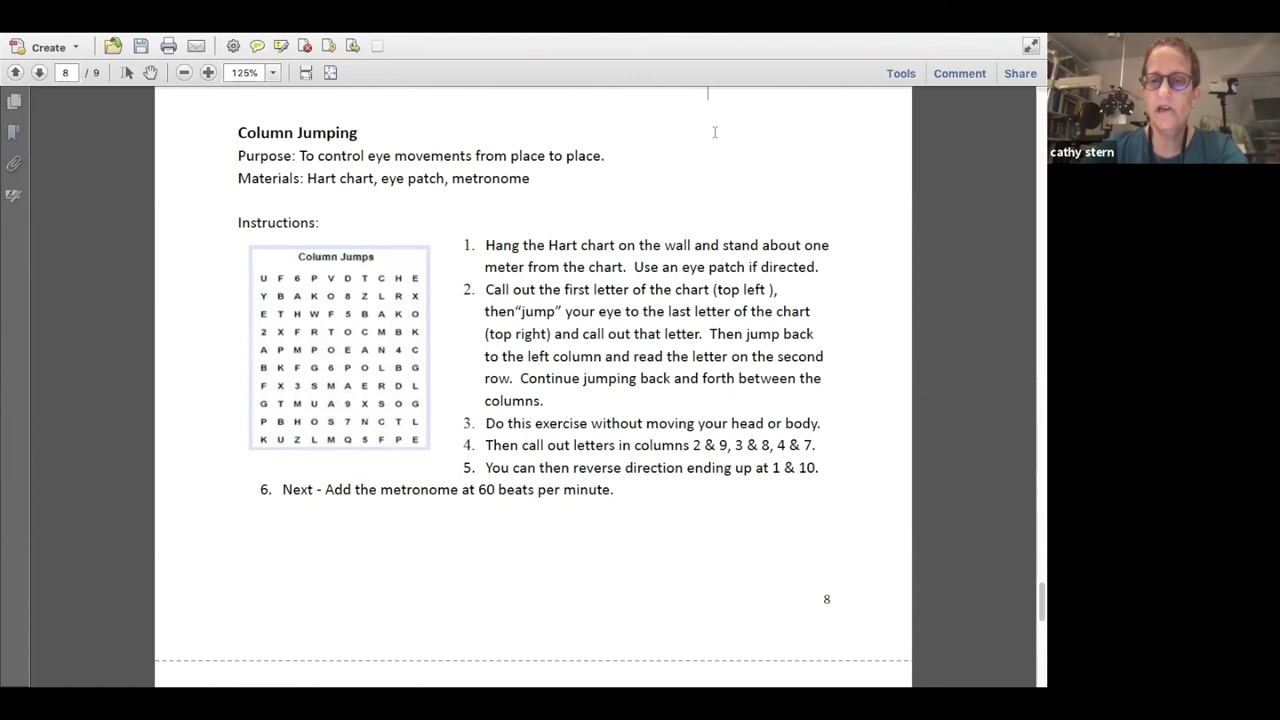 Create
8 / 9
125%
Tools
Comment
Share
cathy stern
Column Jumping
Purpose: To control eye movements from place to place.
Materials: Hart chart, eye patch, metronome
Instructions:
Column Jumps
U F 6 P V D T C H E
Y B A K O 8 Z L R X
E T H W F 5 B A K O
2 X F R T O C M B K
A P M P O E A N 4 C
B K F G 6 P O L B G
F X 3 S M A E R D L
G T M U A 9 X S O G
P B H O S 7 N C T L
K U Z L M Q 5 F P E
1. Hang the Hart chart on the wall and stand about one
meter from the chart. Use an eye patch if directed.
2. Call out the first letter of the chart (top left ),
then“jump” your eye to the last letter of the chart
(top right) and call out that letter. Then jump back
to the left column and read the letter on the second
row. Continue jumping back and forth between the
columns.
3. Do this exercise without moving your head or body.
4. Then call out letters in columns 2 & 9, 3 & 8, 4 & 7.
5. You can then reverse direction ending up at 1 & 10.
6. Next - Add the metronome at 60 beats per minute.
8